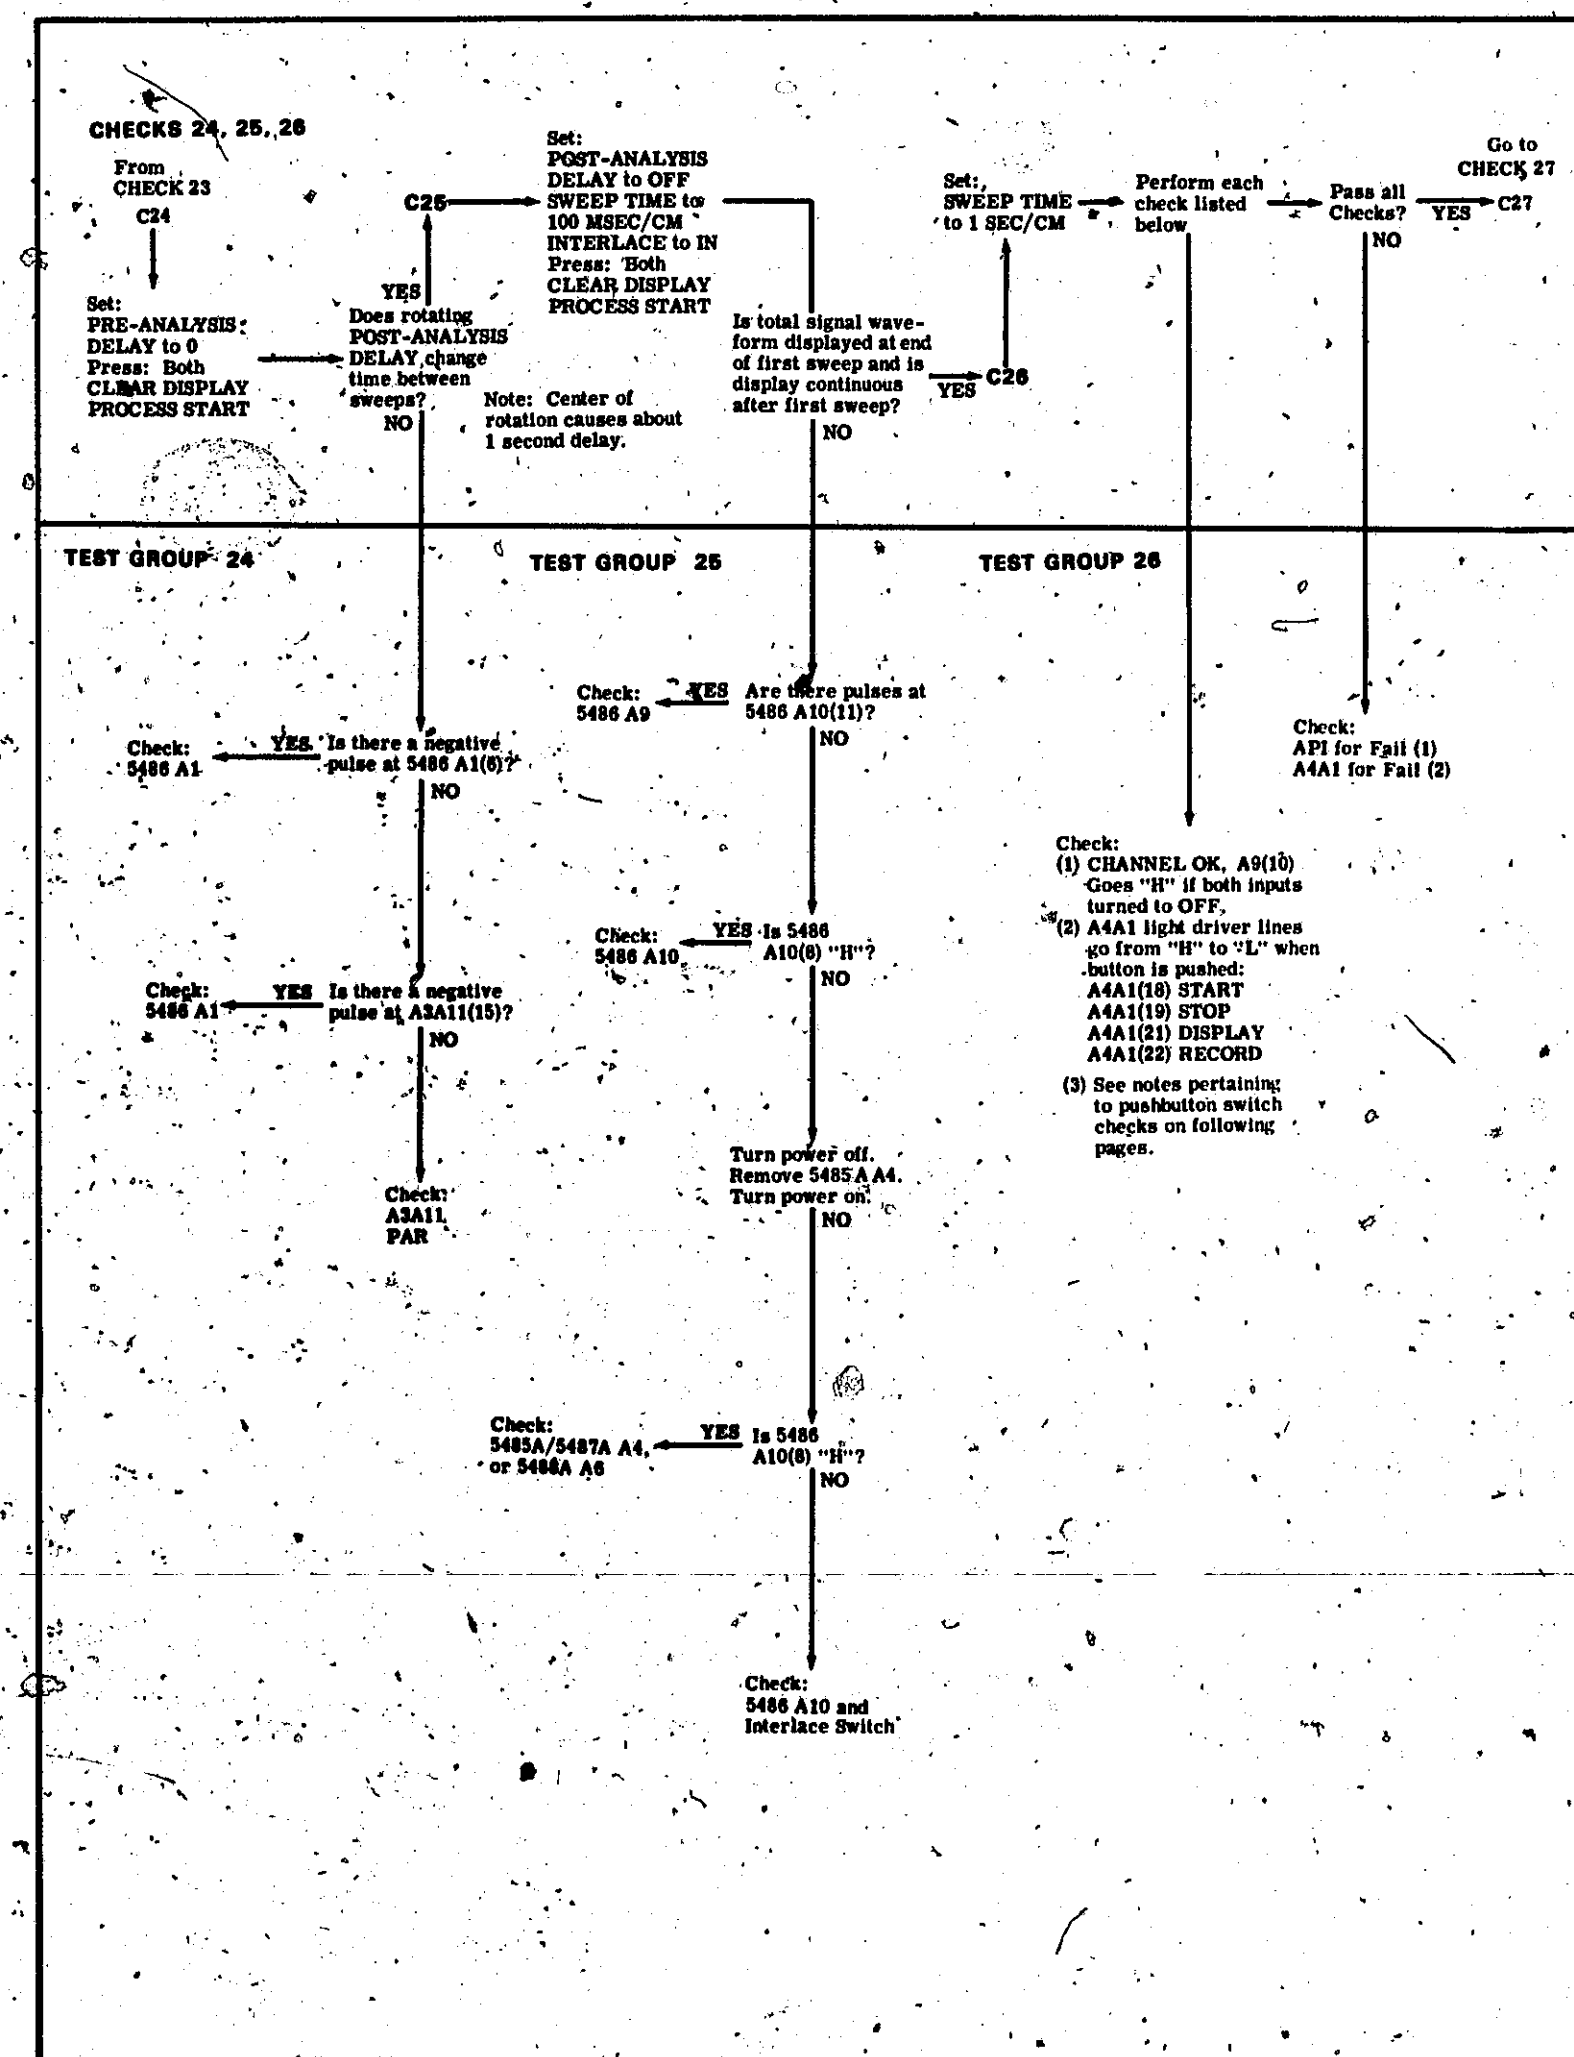 CHECKS 24, 25, 26
From
CHECK 23
C24
Set:
PRE-ANALYSIS
DELAY to 0
Press: Both
CLEAR DISPLAY
PROCESS START
C25
YES
Does rotating
POST-ANALYSIS
DELAY change
time between
sweeps?
NO
Note: Center of
rotation causes about
1 second delay.
Set:
POST-ANALYSIS
DELAY to OFF
SWEEP TIME to
100 MSEC/CM
INTERLACE to IN
Press: Both
CLEAR DISPLAY
PROCESS START
Is total signal wave-
form displayed at end
of first sweep and is
display continuous
after first sweep?
NO
YES
C26
Set:
SWEEP TIME
to 1 SEC/CM
Perform each
check listed
below
Pass all
Checks?
NO
YES
Go to
CHECK 27
C27
TEST GROUP 24
Is there a negative
pulse at 5486 A1(6)?
YES
Check:
5486 A1
NO
Is there a negative
pulse at A3A11(15)?
YES
Check:
5486 A1
NO
Check:
A3A11,
PAR
TEST GROUP 25
Are there pulses at
5486 A10(11)?
YES
Check:
5486 A9
NO
Is 5486
A10(8) "H"?
YES
Check:
5486 A10
NO
Turn power off.
Remove 5485A A4.
Turn power on.
NO
Is 5486
A10(8) "H"?
YES
Check:
5485A/5487A A4,
or 5488A A6
NO
Check:
5486 A10 and
Interlace Switch
TEST GROUP 26
Check:
(1) CHANNEL OK, A9(10)
Goes "H" if both inputs
turned to OFF,
(2) A4A1 light driver lines
go from "H" to "L" when
button is pushed:
A4A1(18) START
A4A1(19) STOP
A4A1(21) DISPLAY
A4A1(22) RECORD
(3) See notes pertaining
to pushbutton switch
checks on following
pages.
Check:
API for Fail (1)
A4A1 for Fail (2)